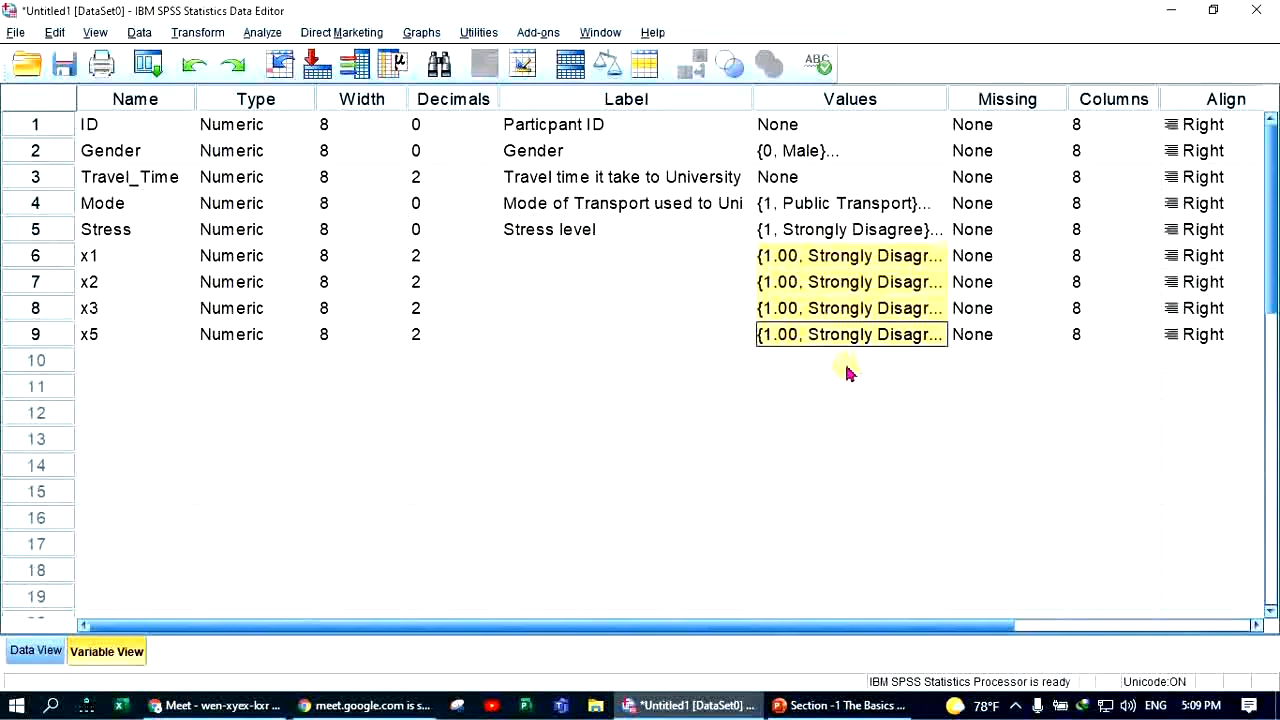 *Untitled1 [DataSet0] - IBM SPSS Statistics Data Editor
File Edit View Data Transform Analyze Direct Marketing Graphs Utilities Add-ons Window Help
ABC
Name Type Width Decimals Label Values Missing Columns Align
1 ID Numeric 8 0 Particpant ID None None 8 Right
2 Gender Numeric 8 0 Gender {0, Male}... None 8 Right
3 Travel_Time Numeric 8 2 Travel time it take to University None None 8 Right
4 Mode Numeric 8 0 Mode of Transport used to Uni {1, Public Transport}... None 8 Right
5 Stress Numeric 8 0 Stress level {1, Strongly Disagree}... None 8 Right
6 x1 Numeric 8 2 {1.00, Strongly Disagr... None 8 Right
7 x2 Numeric 8 2 {1.00, Strongly Disagr... None 8 Right
8 x3 Numeric 8 2 {1.00, Strongly Disagr... None 8 Right
9 x5 Numeric 8 2 {1.00, Strongly Disagr... None 8 Right
10
11
12
13
14
15
16
17
18
19
Data View Variable View
IBM SPSS Statistics Processor is ready Unicode:ON
Meet - wen-xyex-kxr ... meet.google.com is s... *Untitled1 [DataSet0] ... Section -1 The Basics ... 78°F ENG 5:09 PM